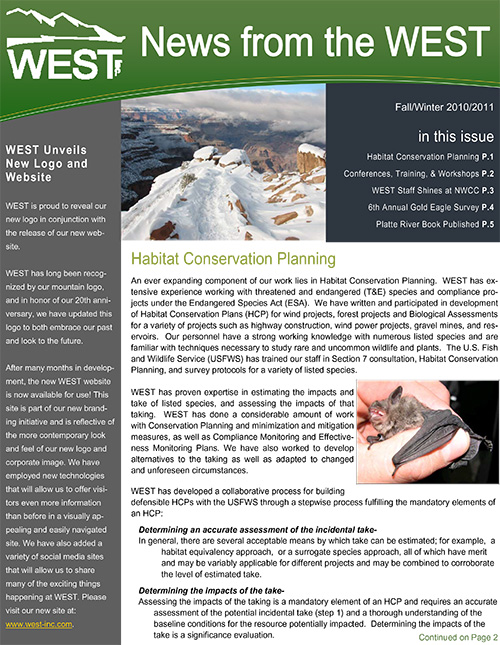 WEST
News from the WEST
Fall/Winter 2010/2011
in this issue
Habitat Conservation Planning P.1
Conferences, Training, & Workshops P.2
WEST Staff Shines at NWCC P.3
6th Annual Gold Eagle Survey P.4
Platte River Book Published P.5
WEST Unveils
New Logo and
Website
WEST is proud to reveal our
new logo in conjunction with
the release of our new web-
site.
WEST has long been recog-
nized by our mountain logo,
and in honor of our 20th anni-
versary, we have updated this
logo to both embrace our past
and look to the future.
After many months in develop-
ment, the new WEST website
is now available for use! This
site is part of our new brand-
ing initiative and is reflective of
the more contemporary look
and feel of our new logo and
corporate image. We have
employed new technologies
that will allow us to offer visi-
tors even more information
than before in a visually ap-
pealing and easily navigated
site. We have also added a
variety of social media sites
that will allow us to share
many of the exciting things
happening at WEST. Please
visit our new site at:
www.west-inc.com.
Habitat Conservation Planning
An ever expanding component of our work lies in Habitat Conservation Planning. WEST has ex-
tensive experience working with threatened and endangered (T&E) species and compliance pro-
jects under the Endangered Species Act (ESA). We have written and participated in development
of Habitat Conservation Plans (HCP) for wind projects, forest projects and Biological Assessments
for a variety of projects such as highway construction, wind power projects, gravel mines, and res-
ervoirs. Our personnel have a strong working knowledge with numerous listed species and are
familiar with techniques necessary to study rare and uncommon wildlife and plants. The U.S. Fish
and Wildlife Service (USFWS) has trained our staff in Section 7 consultation, Habitat Conservation
Planning, and survey protocols for a variety of listed species.
WEST has proven expertise in estimating the impacts and
take of listed species, and assessing the impacts of that
taking. WEST has done a considerable amount of work
with Conservation Planning and minimization and mitigation
measures, as well as Compliance Monitoring and Effective-
ness Monitoring Plans. We have also worked to develop
alternatives to the taking as well as adapted to changed
and unforeseen circumstances.
WEST has developed a collaborative process for building
defensible HCPs with the USFWS through a stepwise process fulfilling the mandatory elements of
an HCP:
Determining an accurate assessment of the incidental take-
In general, there are several acceptable means by which take can be estimated; for example, a
habitat equivalency approach, or a surrogate species approach, all of which have merit
and may be variably applicable for different projects and may be combined to corroborate
the level of estimated take.
Determining the impacts of the take-
Assessing the impacts of the taking is a mandatory element of an HCP and requires an accurate
assessment of the potential incidental take (step 1) and a thorough understanding of the
baseline conditions for the resource potentially impacted. Determining the impacts of the
take is a significance evaluation.
Continued on Page 2